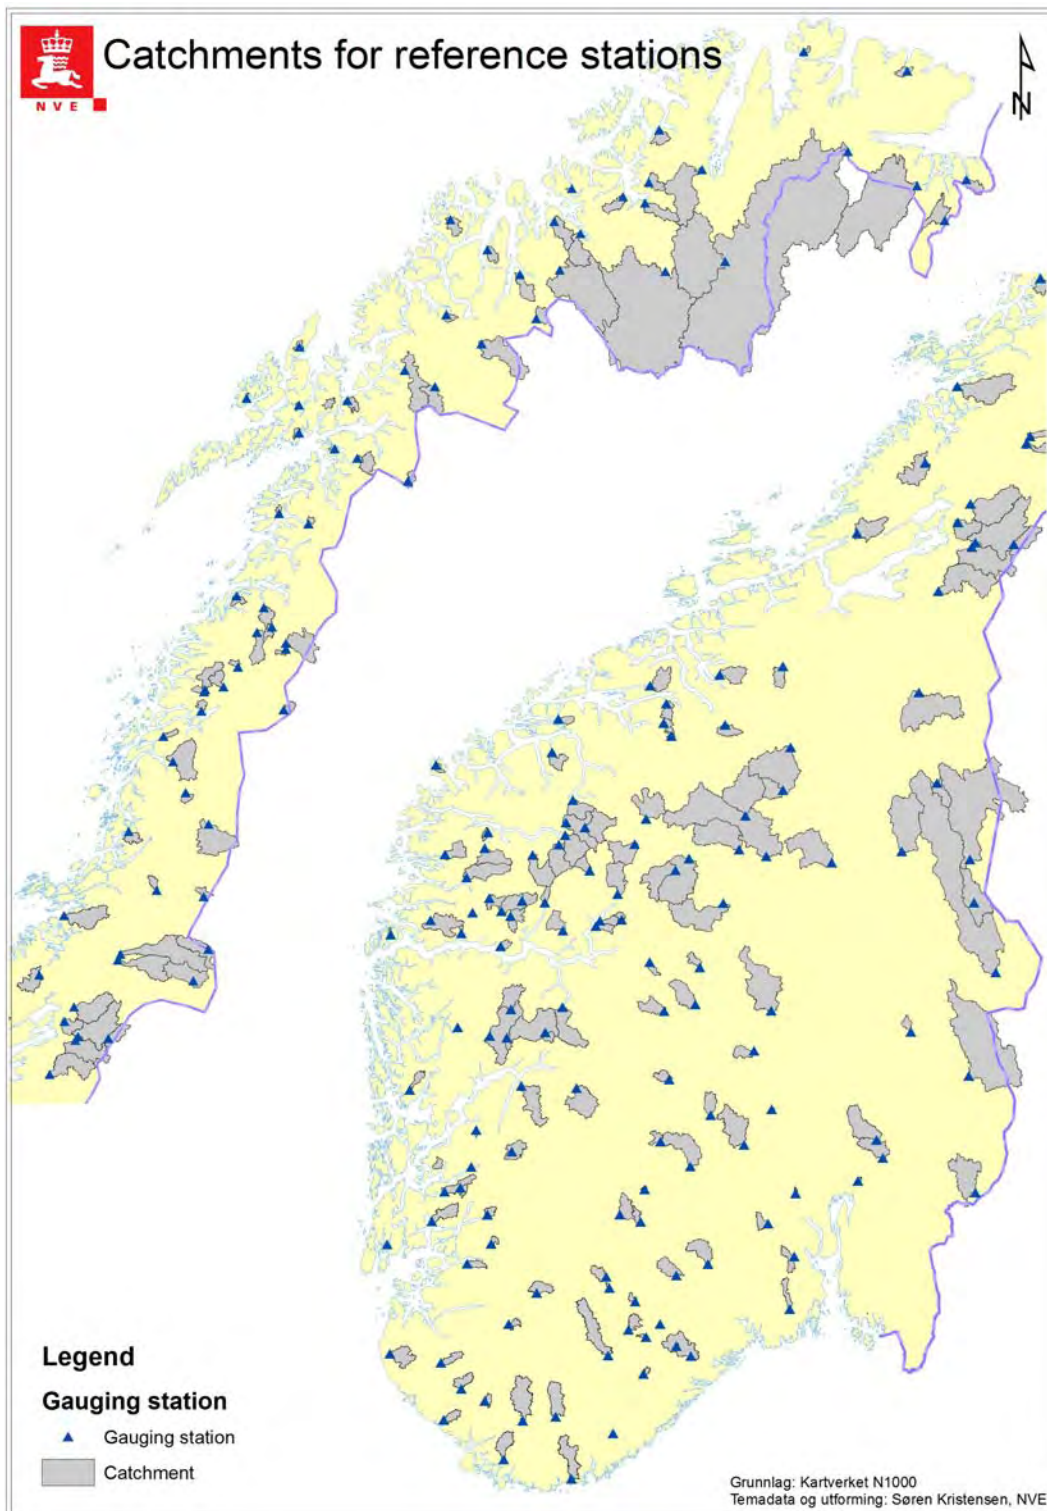 Catchments for reference stations
NVE
N
Legend
Gauging station
Gauging station
Catchment
Grunnlag: Kartverket N1000
Temadata og utforming: Søren Kristensen, NVE